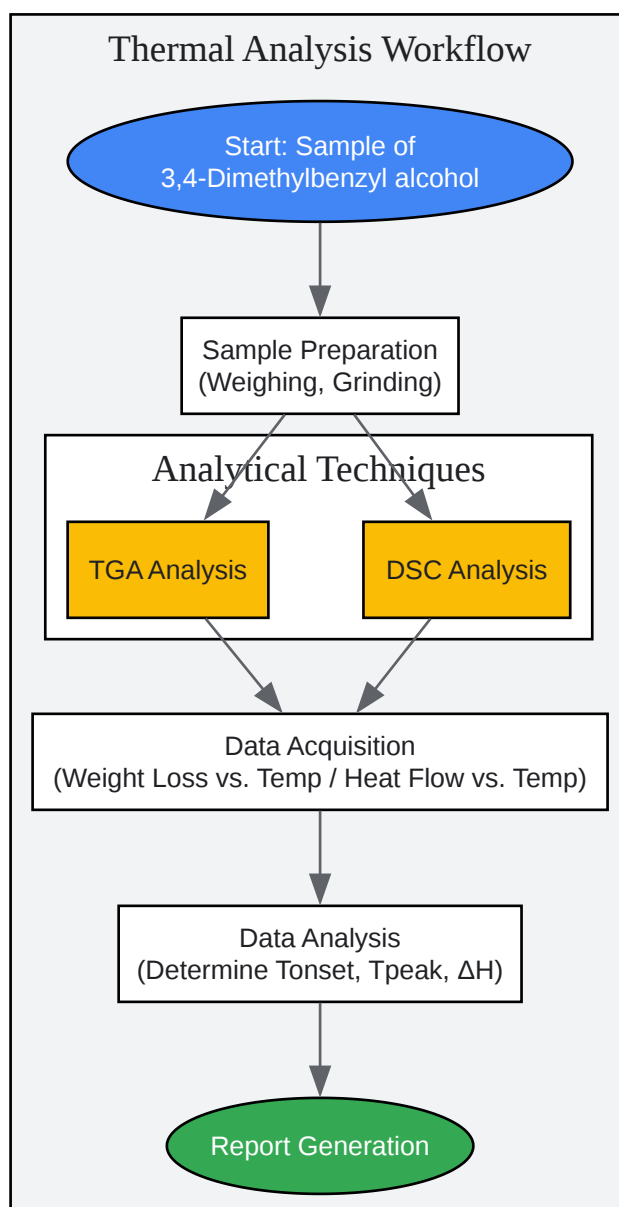 Thermal Analysis Workflow
Start: Sample of
3,4-Dimethylbenzyl alcohol
Sample Preparation
(Weighing, Grinding)
Analytical Techniques
TGA Analysis
DSC Analysis
Data Acquisition
(Weight Loss vs. Temp / Heat Flow vs. Temp)
Data Analysis
(Determine Tonset, Tpeak, ΔH)
Report Generation